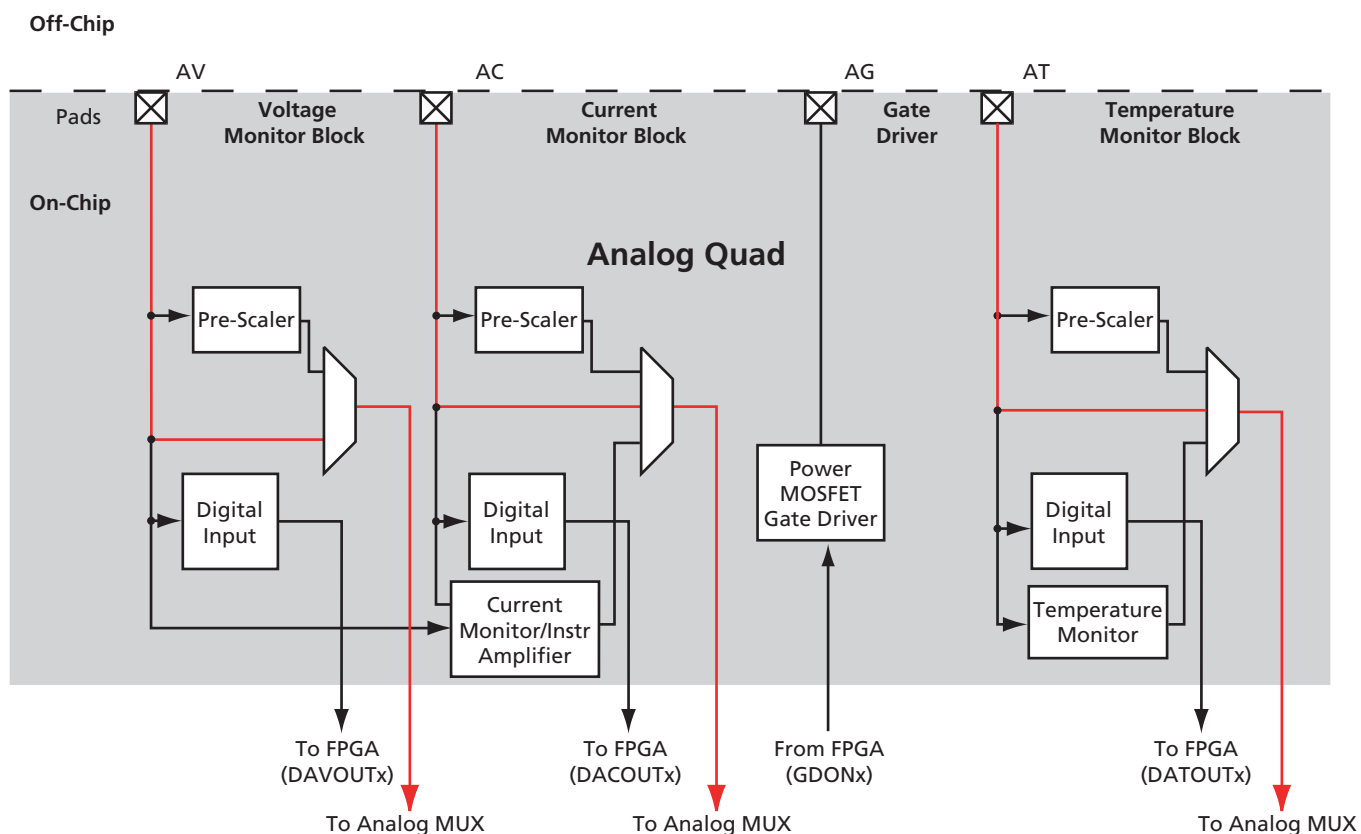 Off-Chip
AV
AC
AG
AT
Pads
Voltage
Monitor Block
Current
Monitor Block
Gate
Driver
Temperature
Monitor Block
On-Chip
Analog Quad
Pre-Scaler
Pre-Scaler
Pre-Scaler
Digital
Input
Digital
Input
Power
MOSFET
Gate Driver
Digital
Input
Current
Monitor/Instr
Amplifier
Temperature
Monitor
To FPGA
(DAVOUTx)
To FPGA
(DACOUTx)
From FPGA
(GDONx)
To FPGA
(DATOUTx)
To Analog MUX
To Analog MUX
To Analog MUX